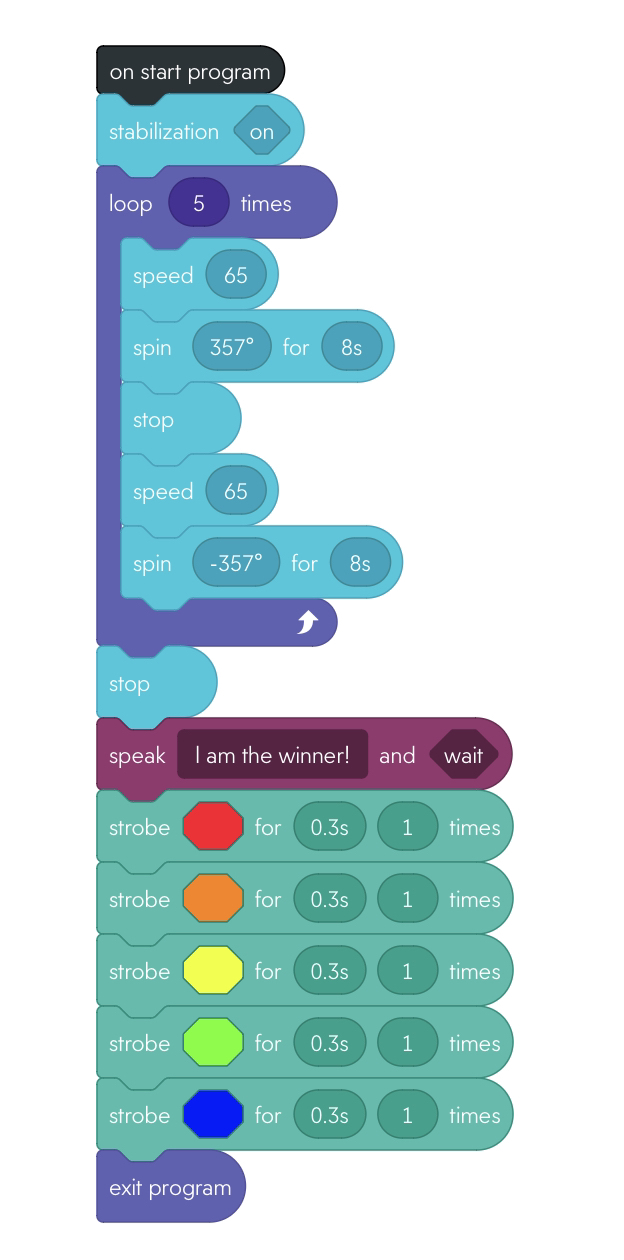 on start program
stabilization on
loop 5 times
speed 65
spin 357° for 8s
stop
speed 65
spin -357° for 8s
stop
speak I am the winner! and wait
strobe for 0.3s 1 times
strobe for 0.3s 1 times
strobe for 0.3s 1 times
strobe for 0.3s 1 times
strobe for 0.3s 1 times
exit program